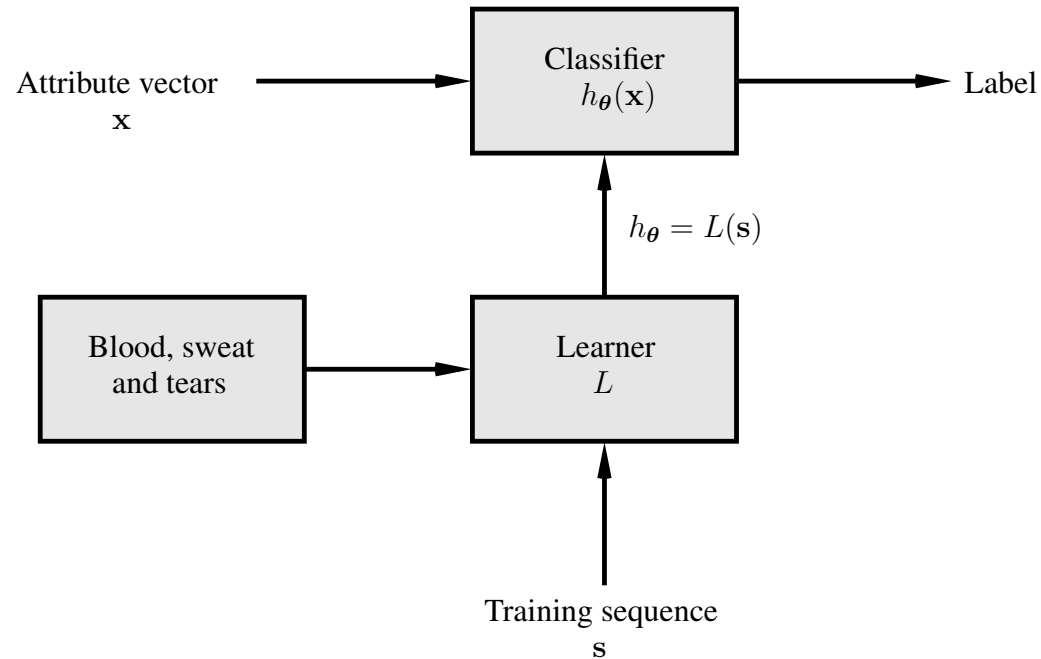 Classifier
h_θ(x)
Attribute vector
x
Label
h_θ = L(s)
Blood, sweat
and tears
Learner
L
Training sequence
s